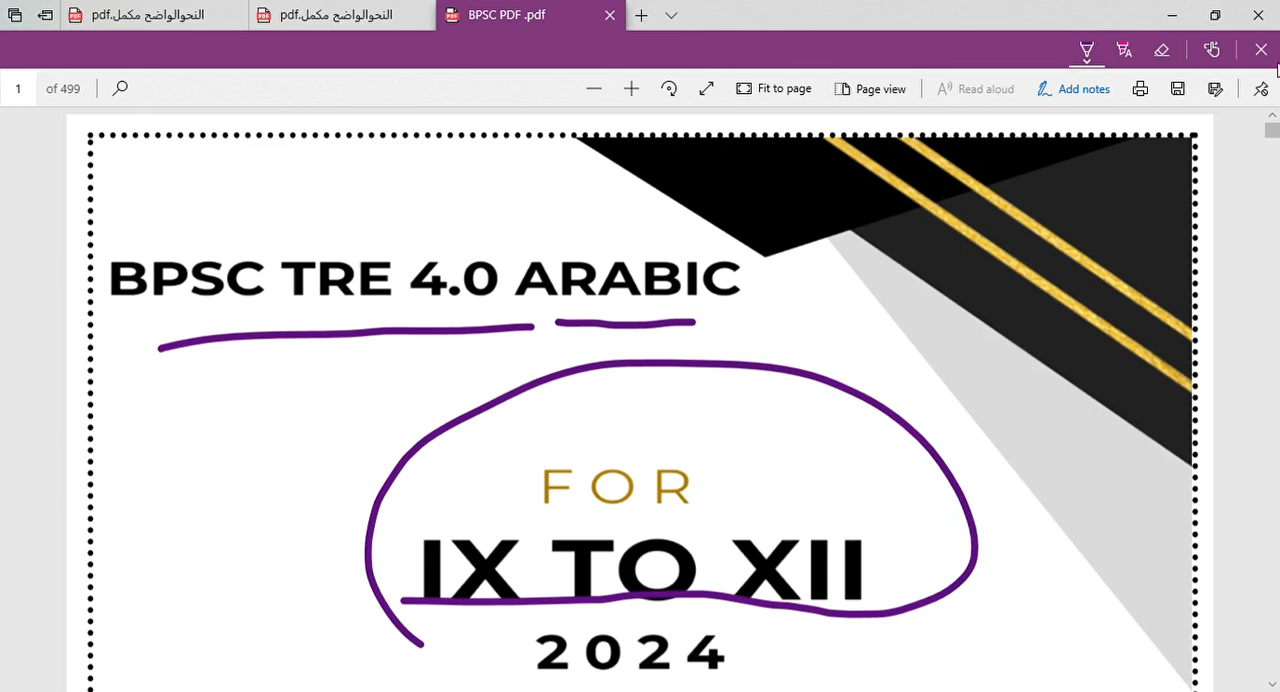 النحوالواضح مكمل.pdf
النحوالواضح مكمل.pdf
BPSC PDF .pdf
1 of 499
Fit to page
Page view
Read aloud
Add notes
BPSC TRE 4.0 ARABIC
FOR
IX TO XII
2024